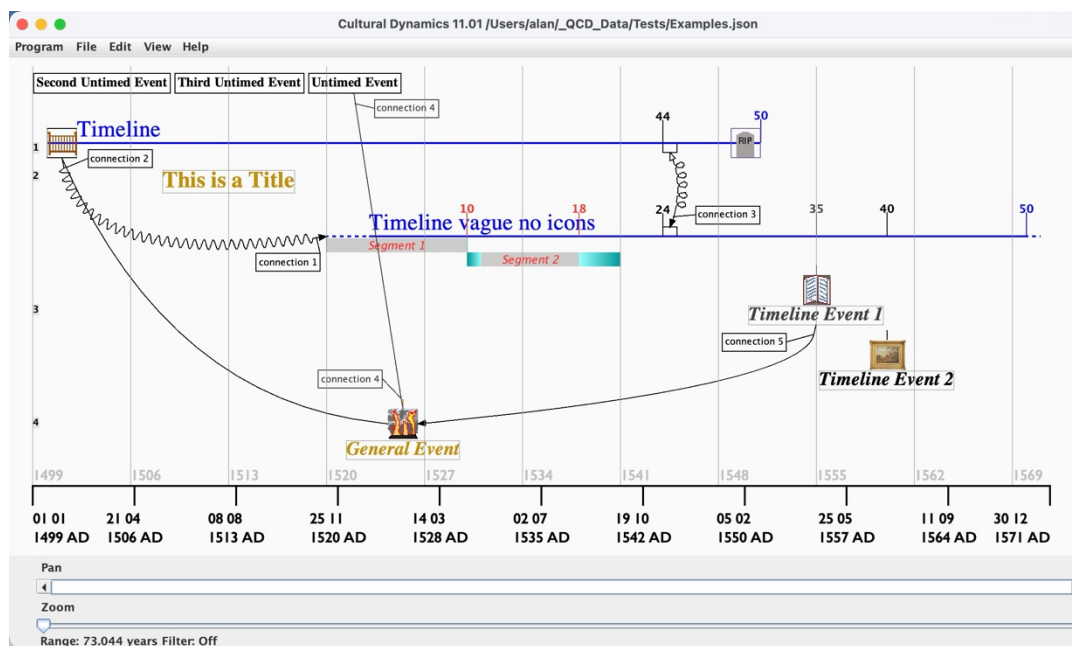 Cultural Dynamics 11.01 /Users/alan/_QCD_Data/Tests/Examples.json
Program File Edit View Help
Second Untimed Event Third Untimed Event Untimed Event
connection 4
44 50
1 Timeline RIP
connection 2
2 This is a Title
10 18 24 connection 3 35 40 50
Timeline vague no icons
Segment 1
connection 1
Segment 2
3 Timeline Event 1
connection 5
connection 4 Timeline Event 2
4
General Event
1499 1506 1513 1520 1527 1534 1541 1548 1555 1562 1569
01 01 21 04 08 08 25 11 14 03 02 07 19 10 05 02 25 05 11 09 30 12
1499 AD 1506 AD 1513 AD 1520 AD 1528 AD 1535 AD 1542 AD 1550 AD 1557 AD 1564 AD 1571 AD
Pan
Zoom
Range: 73.044 years Filter: Off